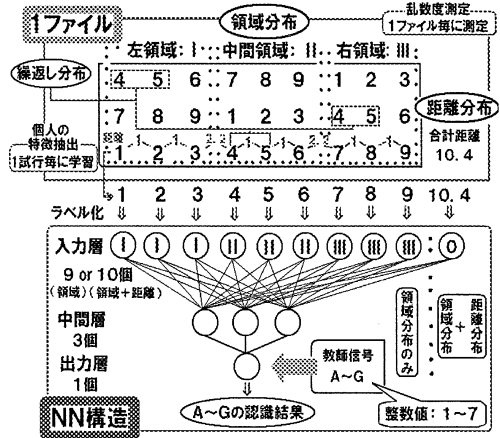 1ファイル
領域分布
乱数度測定
1ファイル毎に測定
左領域: 中間領域: 右領域:
繰返し分布
4 5 6 7 8 9 1 2 3
7 8 9 1 2 3 4 5 6
距離分布
個人の
特徴抽出
1試行毎に学習
1 2 3 4 5 6 7 8 9
合計距離
10.4
1 2 3 4 5 6 7 8 9 10.4
ラベル化
入力層
0
9 or 10個
(領域)(領域+距離)
中間層
3個
出力層
1個
領域分布のみ
領域分布+距離分布
教師信号
A~G
整数値:1~7
NN構造
A~Gの認識結果